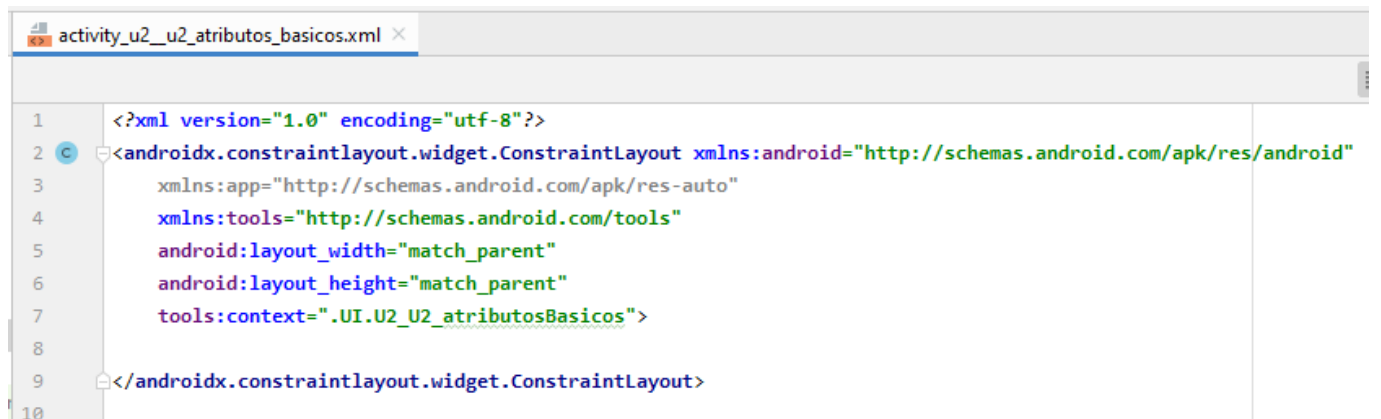 activity_u2__u2_atributos_basicos.xml
1 <?xml version="1.0" encoding="utf-8"?>
2 C <androidx.constraintlayout.widget.ConstraintLayout xmlns:android="http://schemas.android.com/apk/res/android"
3 xmlns:app="http://schemas.android.com/apk/res-auto"
4 xmlns:tools="http://schemas.android.com/tools"
5 android:layout_width="match_parent"
6 android:layout_height="match_parent"
7 tools:context=".UI.U2_U2_atributosBasicos">
8
9 </androidx.constraintlayout.widget.ConstraintLayout>
10